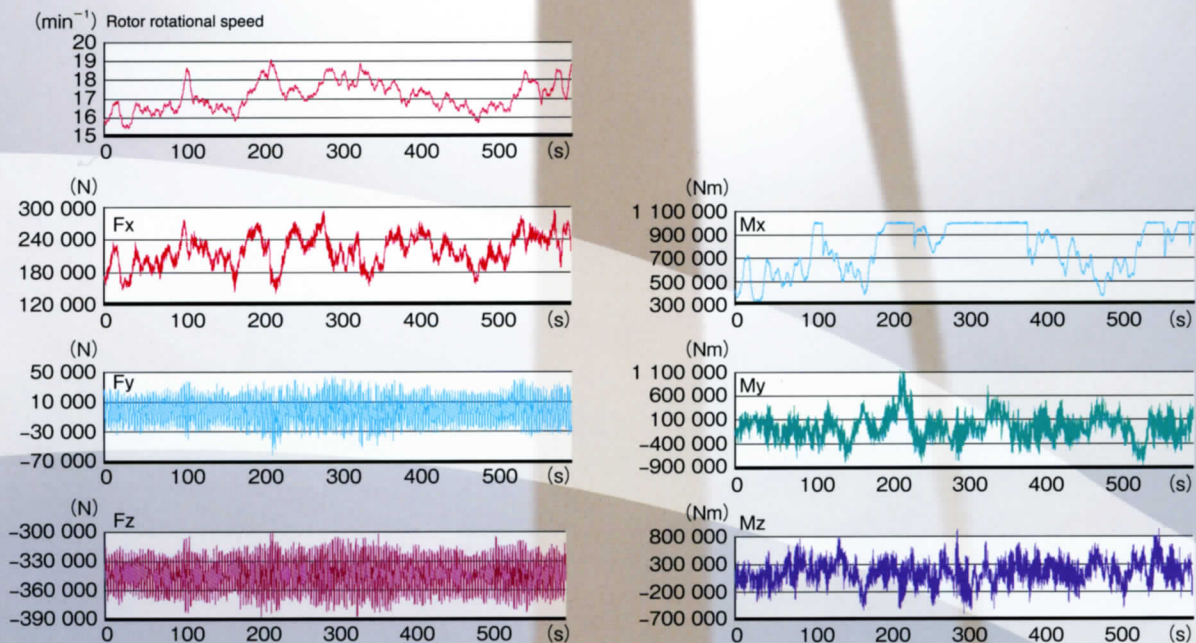 (min⁻¹) Rotor rotational speed
20
19
18
17
16
15
0 100 200 300 400 500 (s)
(N)
300 000
240 000
180 000
120 000
Fx
0 100 200 300 400 500 (s)
(Nm)
1 100 000
900 000
700 000
500 000
300 000
Mx
0 100 200 300 400 500 (s)
(N)
50 000
10 000
−30 000
−70 000
Fy
0 100 200 300 400 500 (s)
(Nm)
1 100 000
600 000
100 000
−400 000
−900 000
My
0 100 200 300 400 500 (s)
(N)
−300 000
−330 000
−360 000
−390 000
Fz
0 100 200 300 400 500 (s)
(Nm)
800 000
300 000
−200 000
−700 000
Mz
0 100 200 300 400 500 (s)